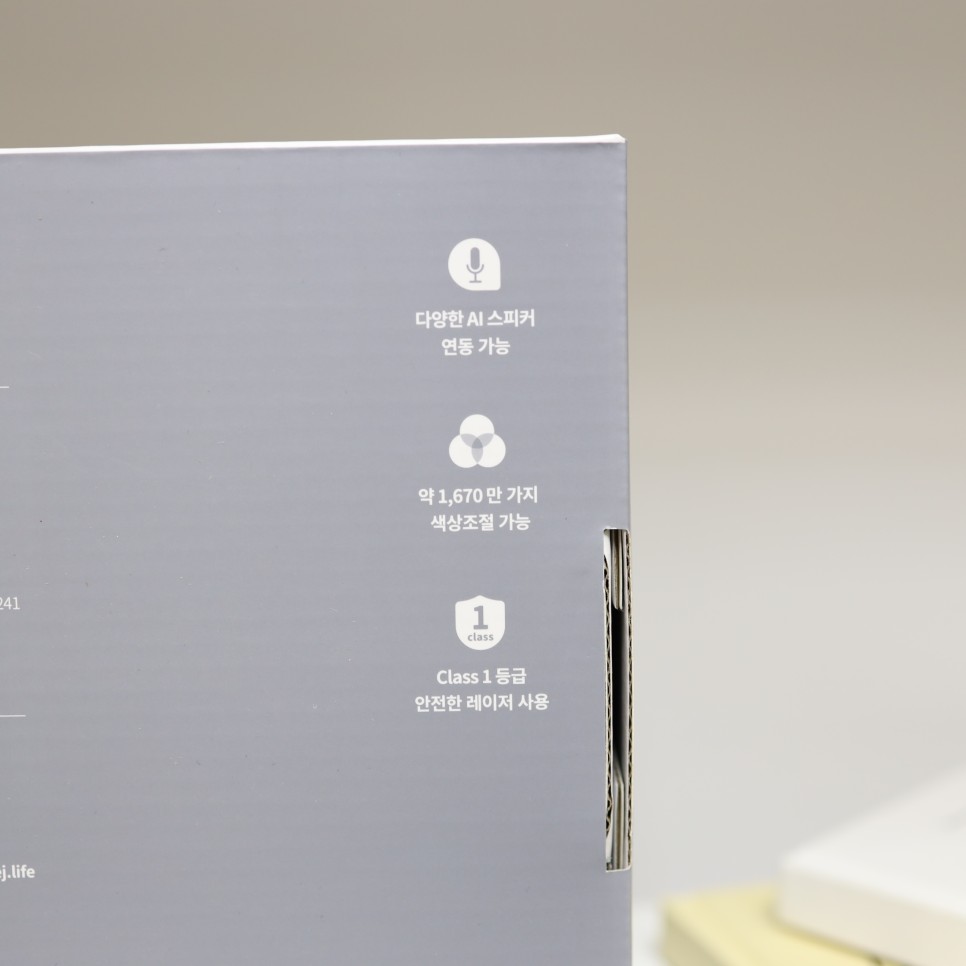 다양한 AI 스피커
연동 가능
약 1,670 만 가지
색상조절 가능
241
1
class
Class 1 등급
안전한 레이저 사용
j.life